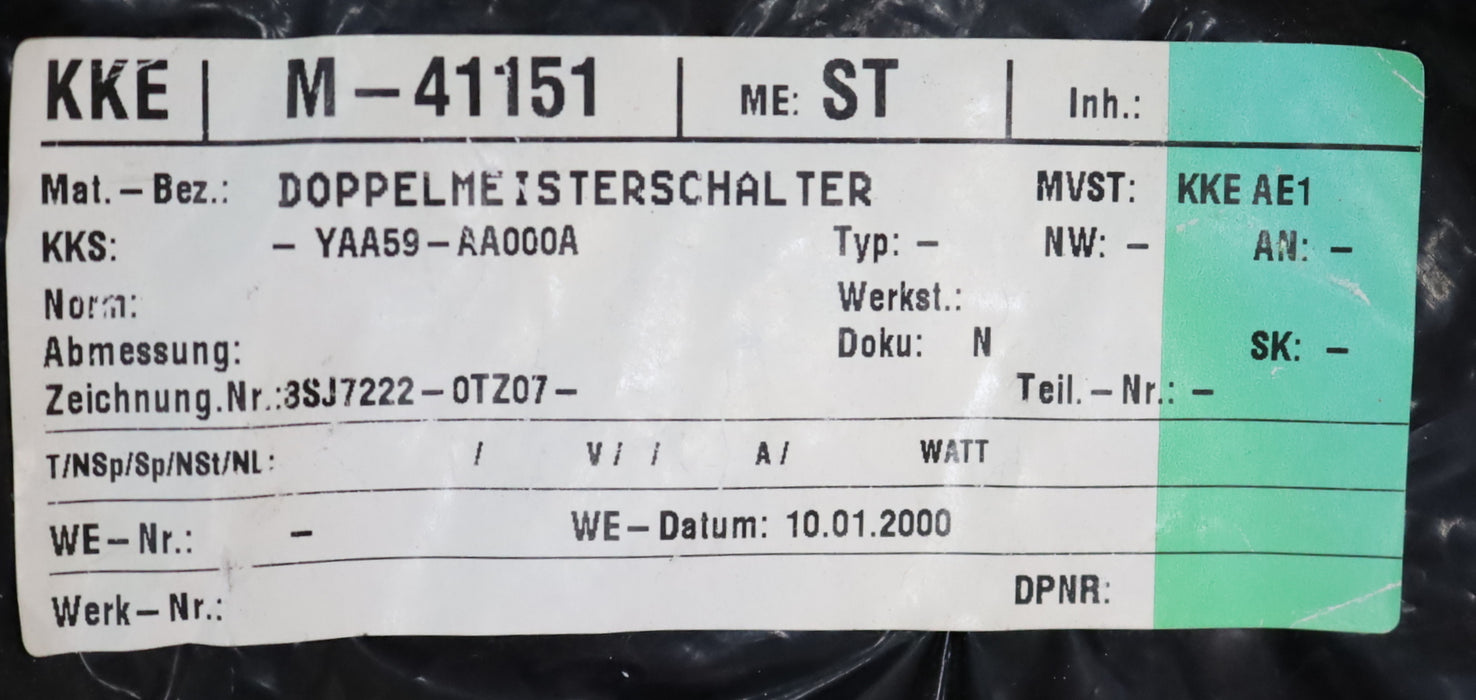 KKE | M-41151 | ME: ST | Inh.:
Mat.-Bez.: DOPPELMEISTERSCHALTER MVST: KKE AE1
KKS: - YAA59-AA000A Typ: - NW: - AN: -
Norm: Werkst.:
Abmessung: Doku: N SK: -
Zeichnung.Nr.:3SJ7222-0TZ07- Teil.-Nr.: -
T/NSp/Sp/NSt/NL: / V/ / A/ WATT
WE-Nr.: - WE-Datum: 10.01.2000
Werk-Nr.: DPNR: